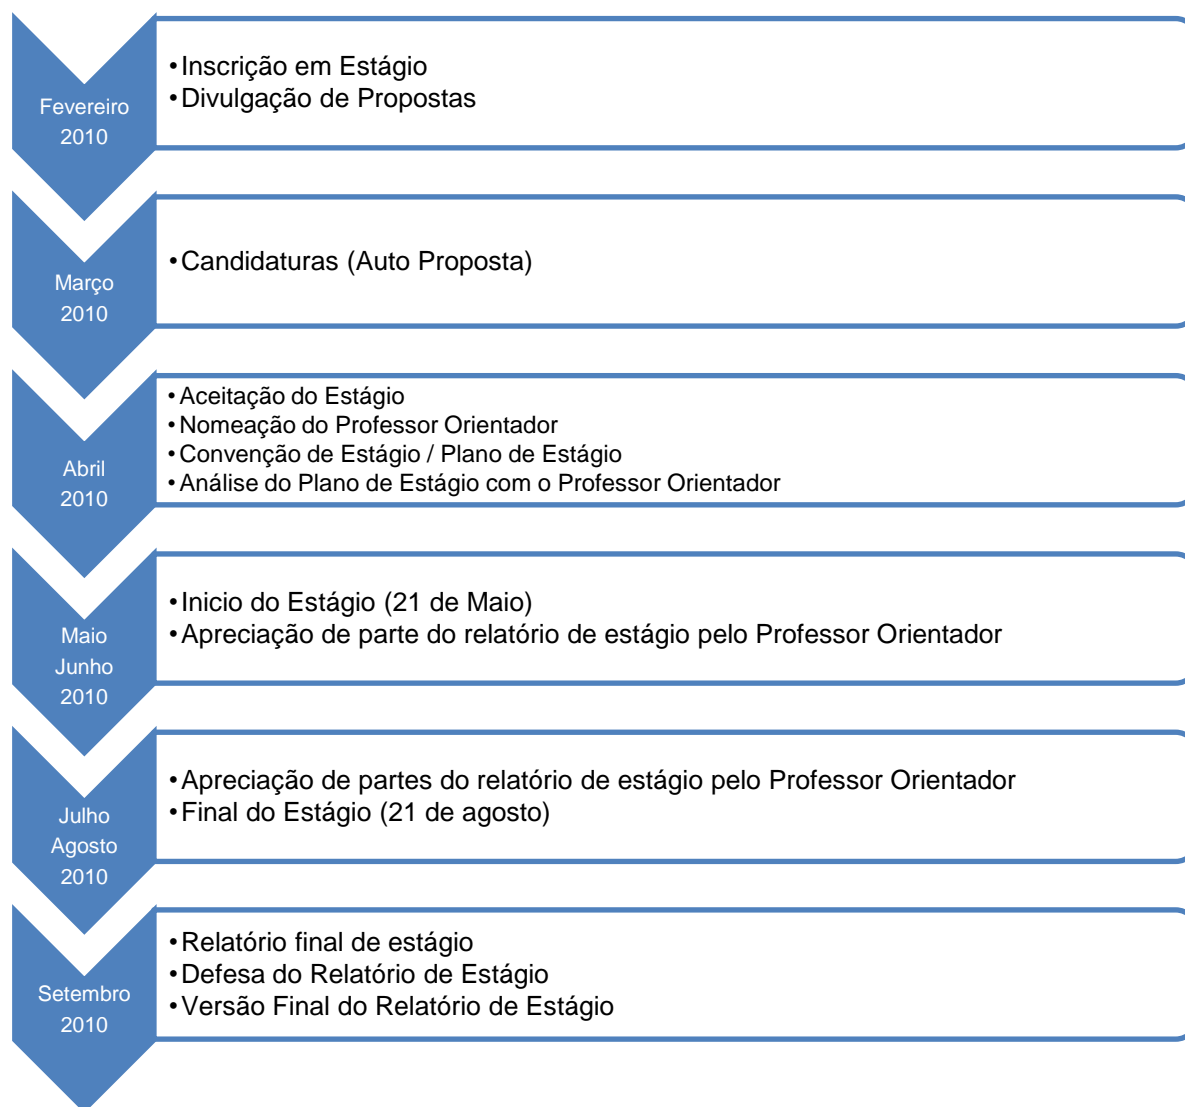 Fevereiro
2010
•Inscrição em Estágio
•Divulgação de Propostas
Março
2010
•Candidaturas (Auto Proposta)
Abril
2010
•Aceitação do Estágio
•Nomeação do Professor Orientador
•Convenção de Estágio / Plano de Estágio
•Análise do Plano de Estágio com o Professor Orientador
Maio
Junho
2010
•Inicio do Estágio (21 de Maio)
•Apreciação de parte do relatório de estágio pelo Professor Orientador
Julho
Agosto
2010
•Apreciação de partes do relatório de estágio pelo Professor Orientador
•Final do Estágio (21 de agosto)
Setembro
2010
•Relatório final de estágio
•Defesa do Relatório de Estágio
•Versão Final do Relatório de Estágio